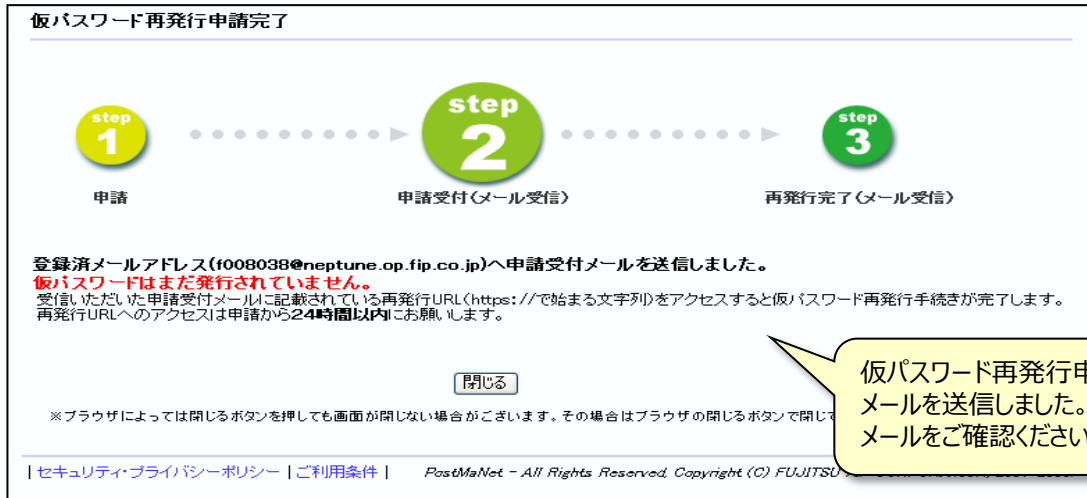 仮パスワード再発行申請完了
step
1
step
2
step
3
申請
申請受付(メール受信)
再発行完了(メール受信)
登録済メールアドレス(f008038@neptune.op.fip.co.jp)へ申請受付メールを送信しました。
仮パスワードはまだ発行されていません。
受信いただいた申請受付メールに記載されている再発行URL(https://で始まる文字列)をアクセスすると仮パスワード再発行手続きが完了します。
再発行URLへのアクセスは申請から24時間以内にお願いします。
閉じる
仮パスワード再発行申
メールを送信しました。
メールをご確認ください
※ブラウザによっては閉じるボタンを押しても画面が閉じない場合がございます。その場合はブラウザの閉じるボタンで閉じて
|セキュリティ・プライバシーポリシー|ご利用条件| PostMaNet - All Rights Reserved, Copyright (C) FUJITSU